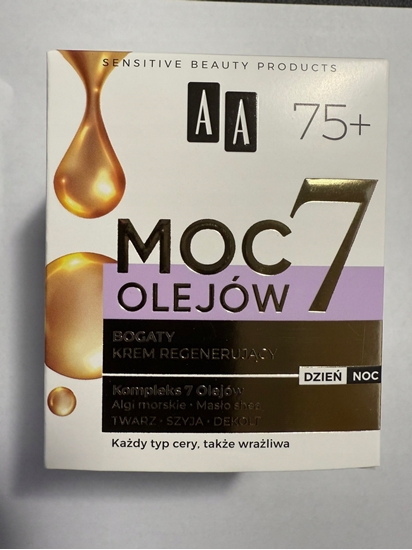 SENSITIVE BEAUTY PRODUCTS
AA 75+
MOC 7
OLEJÓW
BOGATY
KREM REGENERUJĄCY
DZIEŃ NOC
Kompleks 7 Olejów
Algi morskie • Masło shea
TWARZ • SZYJA • DEKOLT
Każdy typ cery, także wrażliwa